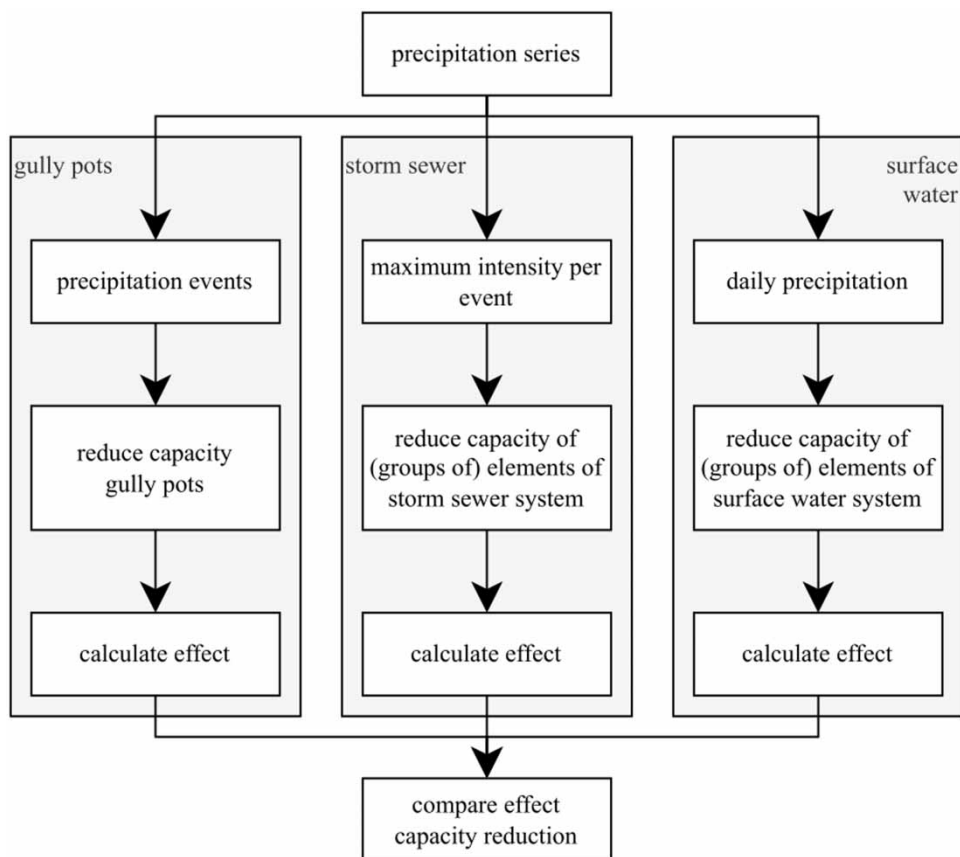 precipitation series
gully pots
precipitation events
reduce capacity
gully pots
calculate effect
storm sewer
maximum intensity per
event
reduce capacity of
(groups of) elements of
storm sewer system
calculate effect
surface
water
daily precipitation
reduce capacity of
(groups of) elements of
surface water system
calculate effect
compare effect
capacity reduction